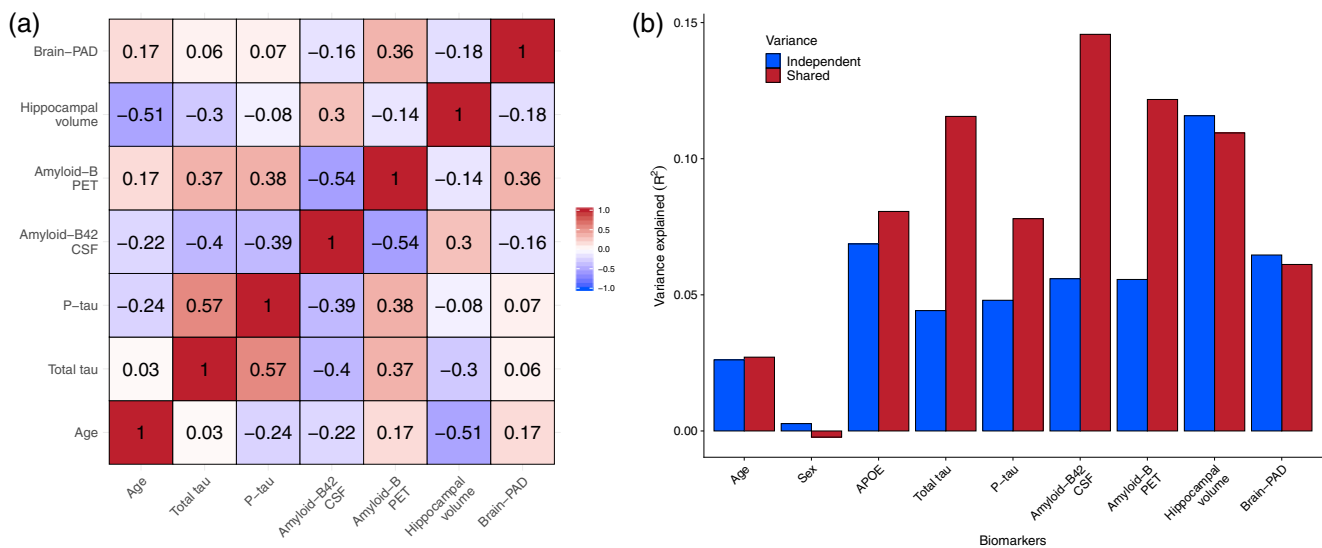 (a)
Brain−PAD
0.17 0.06 0.07 −0.16 0.36 −0.18 1
Hippocampal
volume
−0.51 −0.3 −0.08 0.3 −0.14 1 −0.18
Amyloid−B
PET
0.17 0.37 0.38 −0.54 1 −0.14 0.36
Amyloid−B42
CSF
−0.22 −0.4 −0.39 1 −0.54 0.3 −0.16
P−tau
−0.24 0.57 1 −0.39 0.38 −0.08 0.07
Total tau
0.03 1 0.57 −0.4 0.37 −0.3 0.06
Age
1 0.03 −0.24 −0.22 0.17 −0.51 0.17
Age
Total tau
P−tau
Amyloid−B42
CSF
Amyloid−B
PET
Hippocampal
volume
Brain−PAD
1.0
0.5
0.0
−0.5
−1.0
(b)
Variance
Independent
Shared
Variance explained (R²)
0.15
0.10
0.05
0.00
Age
Sex
APOE
Total tau
P−tau
Amyloid−B42
CSF
Amyloid−B
PET
Hippocampal
volume
Brain−PAD
Biomarkers